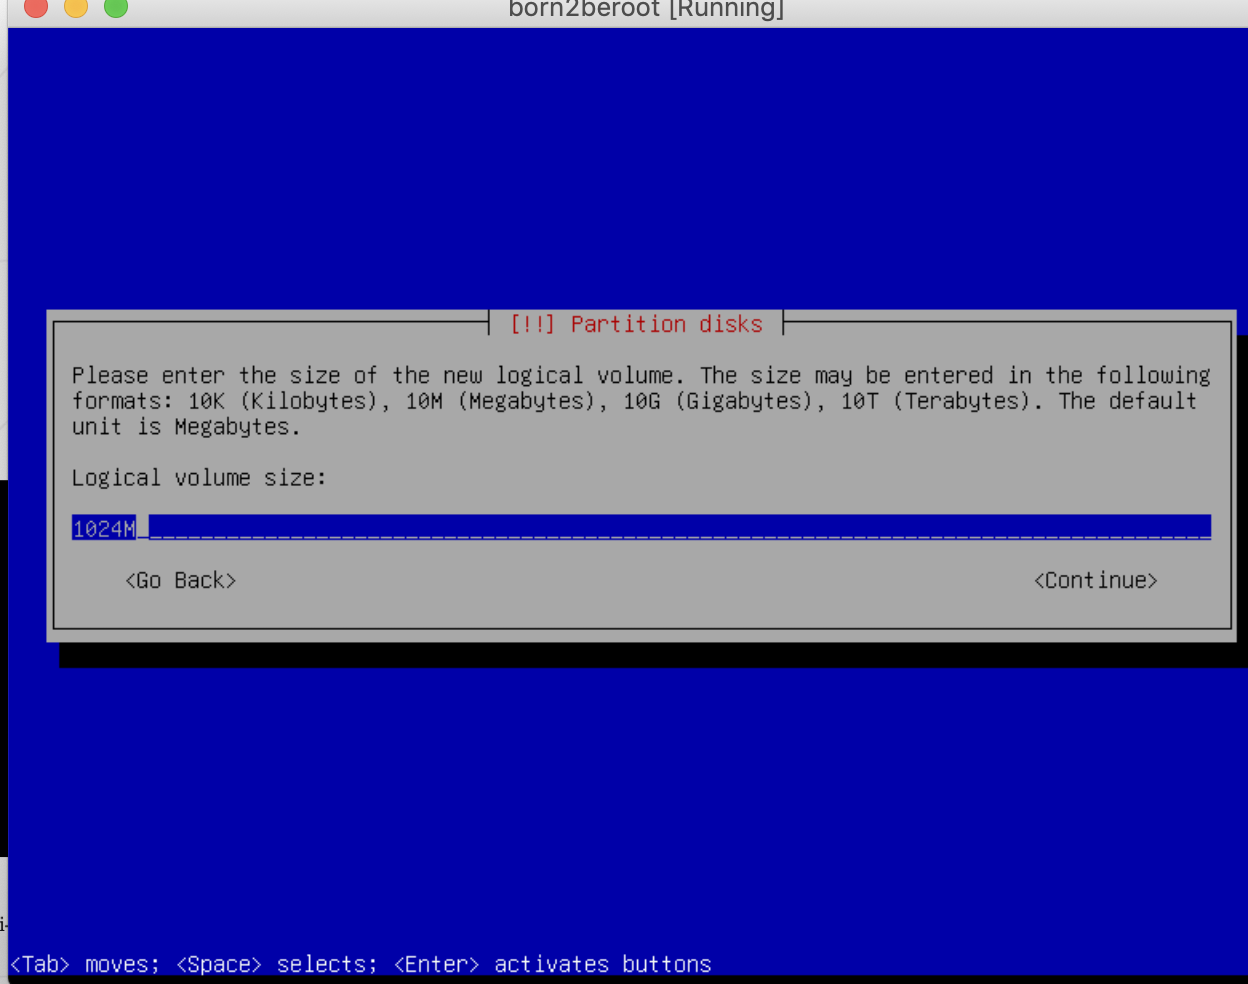 born2beroot [Running]
[!!] Partition disks
Please enter the size of the new logical volume. The size may be entered in the following
formats: 10K (Kilobytes), 10M (Megabytes), 10G (Gigabytes), 10T (Terabytes). The default
unit is Megabytes.
Logical volume size:
1024M
<Go Back> <Continue>
<Tab> moves; <Space> selects; <Enter> activates buttons